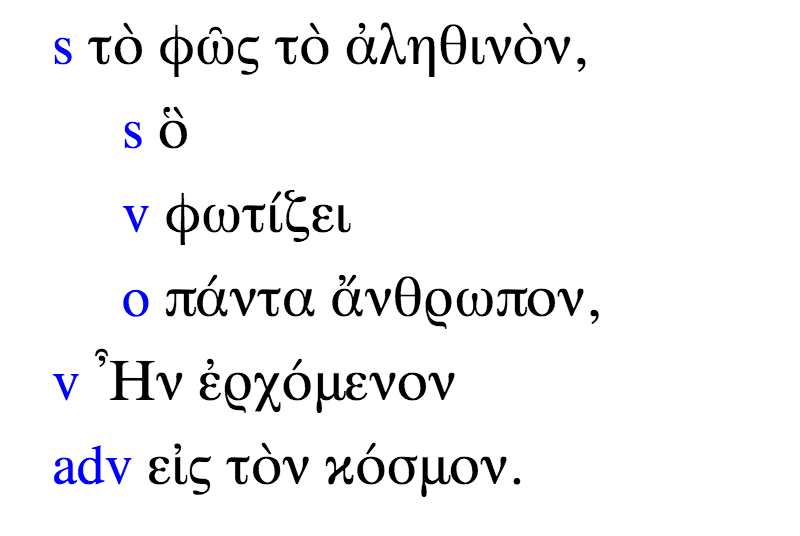 s τὸ φῶς τὸ ἀληθινὸν,
s ὃ
v φωτίζει
o πάντα ἄνθρωπον,
v Ἦν ἐρχόμενον
adv εἰς τὸν κόσμον.